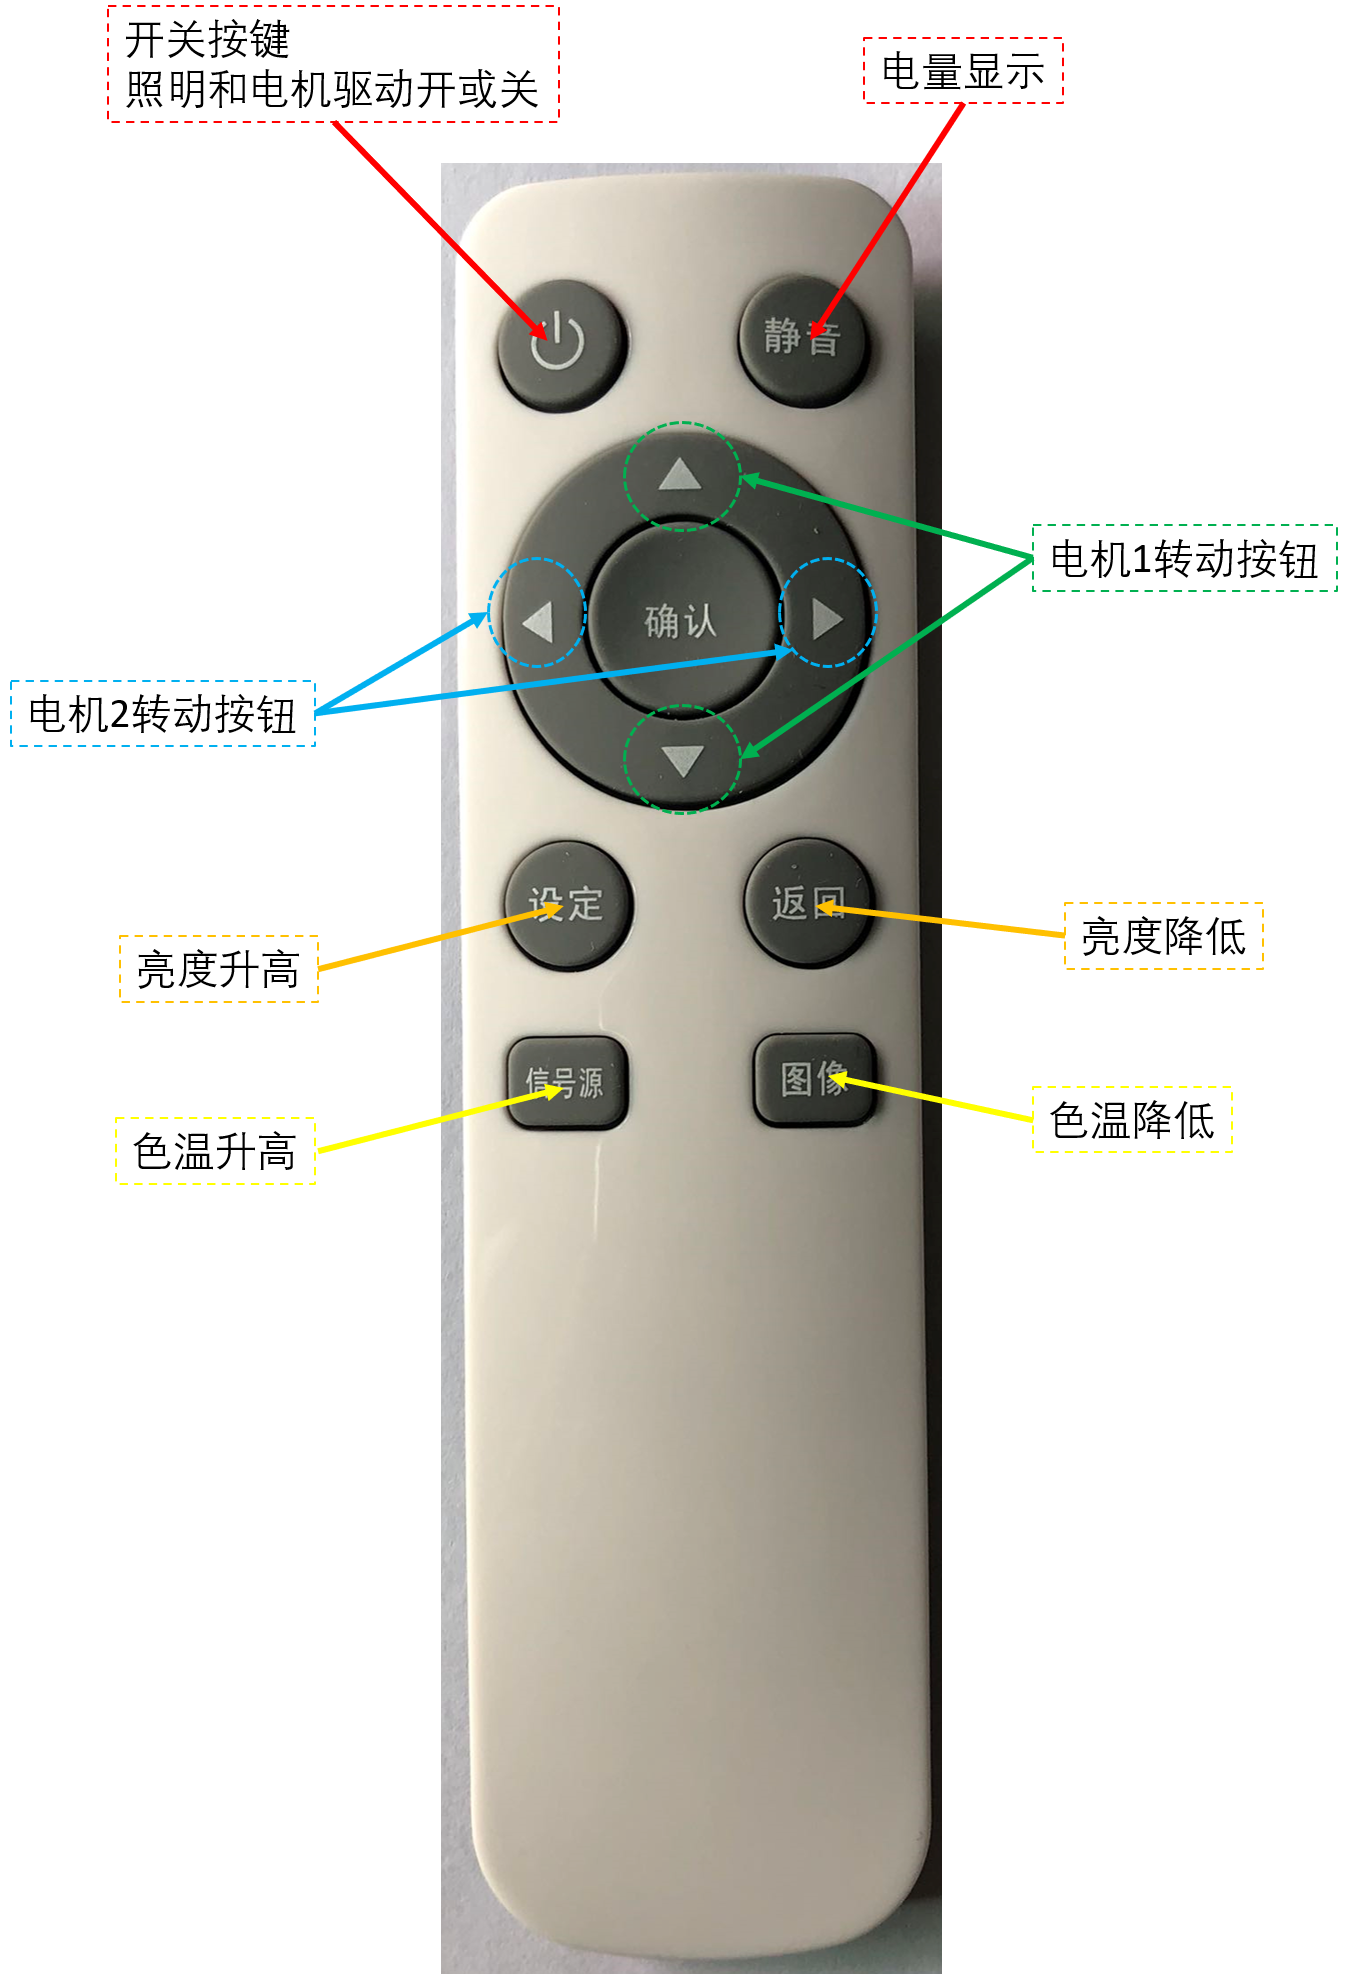 开关按键
照明和电机驱动开或关
电量显示
静音
电机1转动按钮
确认
电机2转动按钮
设定
返回
亮度升高
亮度降低
信号源
图像
色温升高
色温降低